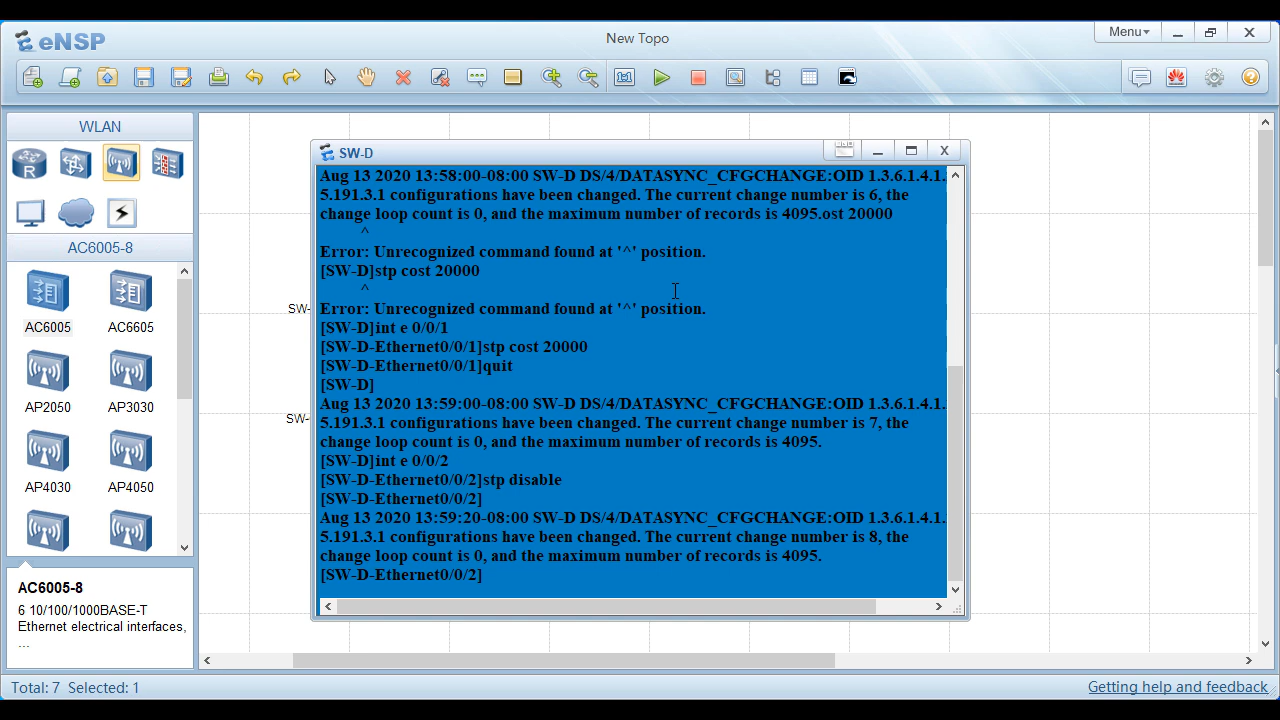 eNSP
New Topo
Menu
WLAN
AC6005-8
AC6005
AC6605
AP2050
AP3030
AP4030
AP4050
AC6005-8
6 10/100/1000BASE-T
Ethernet electrical interfaces,
...
SW-
SW-
SW-D
Aug 13 2020 13:58:00-08:00 SW-D DS/4/DATASYNC_CFGCHANGE:OID 1.3.6.1.4.1.
5.191.3.1 configurations have been changed. The current change number is 6, the
change loop count is 0, and the maximum number of records is 4095.ost 20000
^
Error: Unrecognized command found at '^' position.
[SW-D]stp cost 20000
^
Error: Unrecognized command found at '^' position.
[SW-D]int e 0/0/1
[SW-D-Ethernet0/0/1]stp cost 20000
[SW-D-Ethernet0/0/1]quit
[SW-D]
Aug 13 2020 13:59:00-08:00 SW-D DS/4/DATASYNC_CFGCHANGE:OID 1.3.6.1.4.1.
5.191.3.1 configurations have been changed. The current change number is 7, the
change loop count is 0, and the maximum number of records is 4095.
[SW-D]int e 0/0/2
[SW-D-Ethernet0/0/2]stp disable
[SW-D-Ethernet0/0/2]
Aug 13 2020 13:59:20-08:00 SW-D DS/4/DATASYNC_CFGCHANGE:OID 1.3.6.1.4.1.
5.191.3.1 configurations have been changed. The current change number is 8, the
change loop count is 0, and the maximum number of records is 4095.
[SW-D-Ethernet0/0/2]
Total: 7 Selected: 1
Getting help and feedback